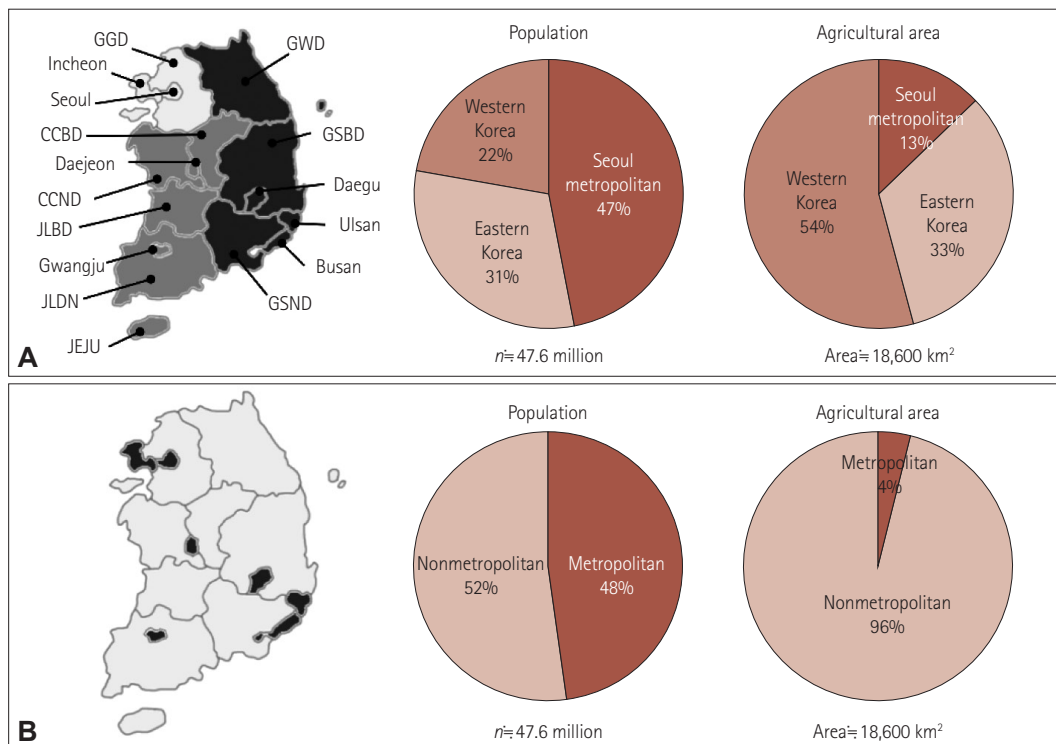 GGD
GWD
Incheon
Seoul
CCBD
GSBD
Daejeon
Daegu
CCND
JLBD
Ulsan
Gwangju
Busan
JLDN
GSND
JEJU
A
Population
Western
Korea
22%
Seoul
metropolitan
47%
Eastern
Korea
31%
n≒47.6 million
Agricultural area
Seoul
metropolitan
13%
Western
Korea
54%
Eastern
Korea
33%
Area≒18,600 km²
B
Population
Nonmetropolitan
52%
Metropolitan
48%
n≒47.6 million
Agricultural area
Metropolitan
4%
Nonmetropolitan
96%
Area≒18,600 km²